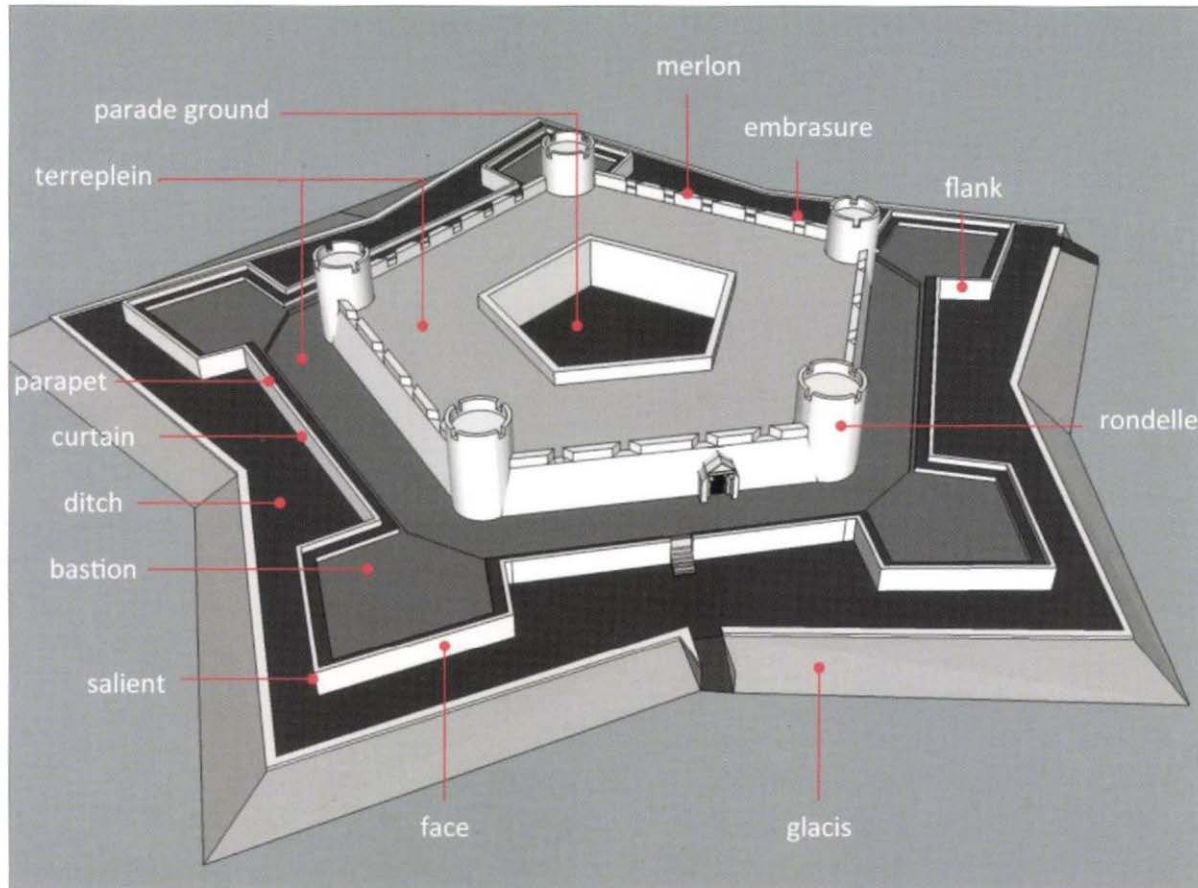 merlon
parade ground
embrasure
terreplein
flank
parapet
curtain
rondelle
ditch
bastion
salient
face
glacis